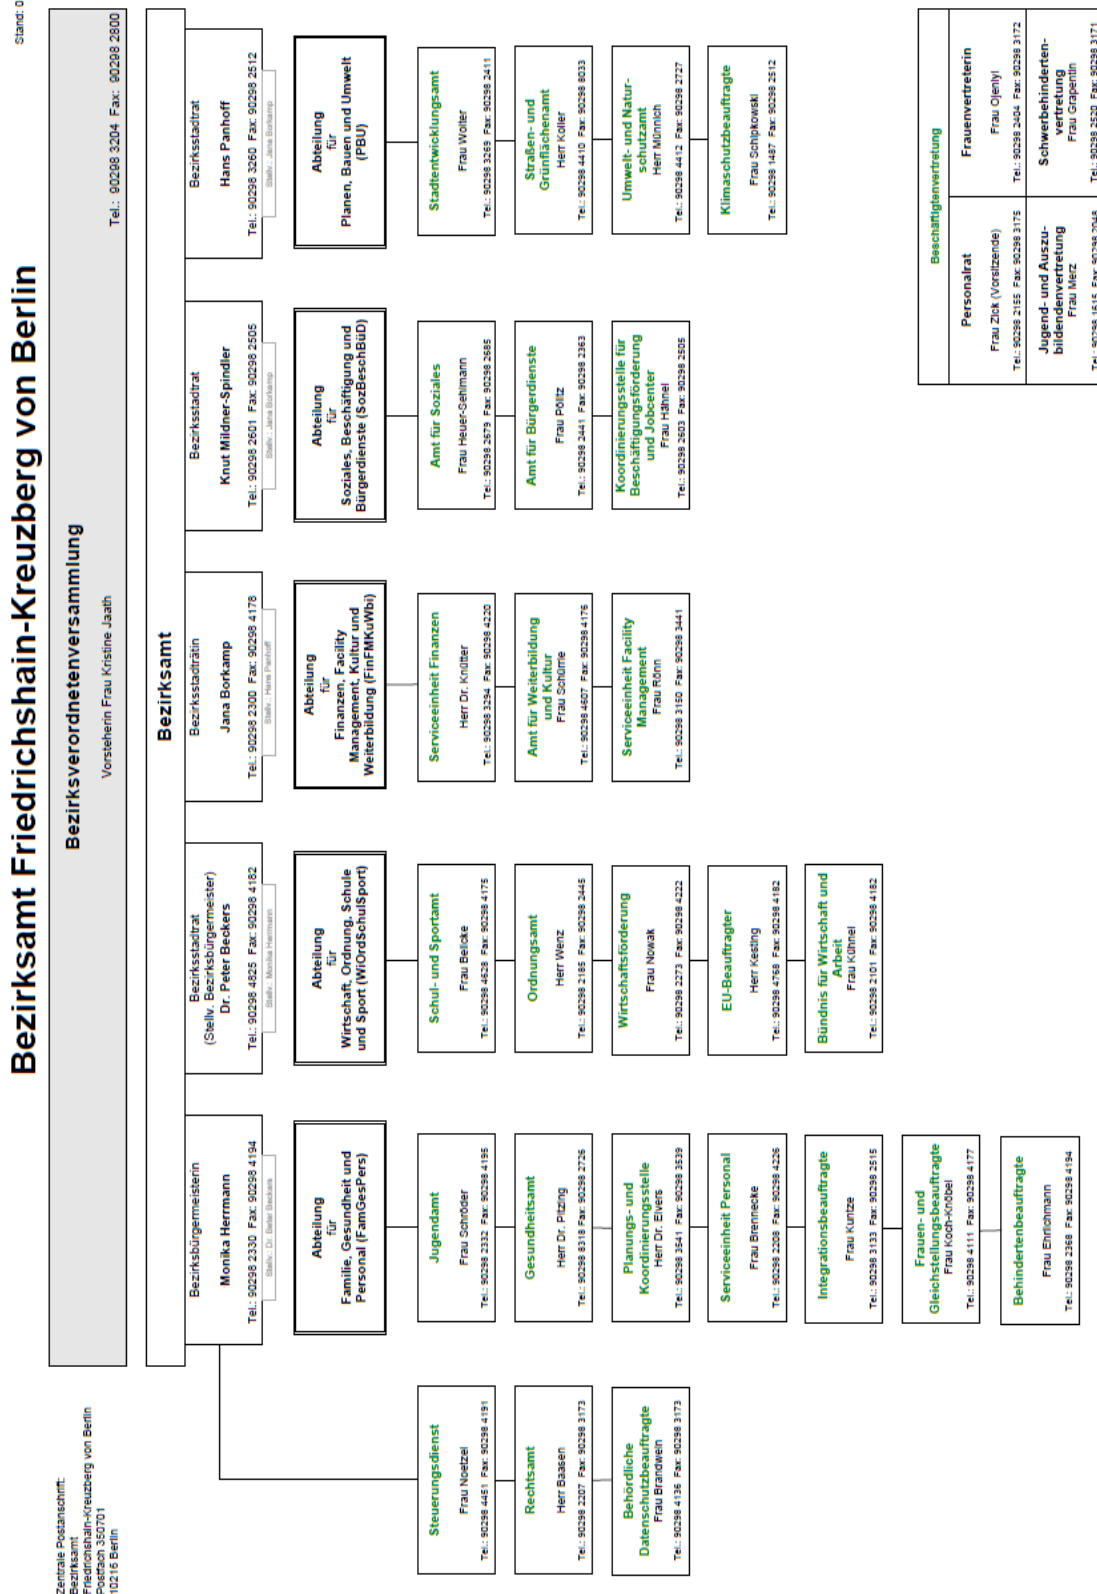 Bezirksamt Friedrichshain-Kreuzberg von Berlin
Stand: 0
Zentrale Postanschrift:
Bezirksamt
Friedrichshain-Kreuzberg von Berlin
Postfach 350701
10216 Berlin
Bezirksverordnetenversammlung
Vorsteherin Frau Kristine Jaath
Tel.: 90298 3204 Fax: 90298 2800
Bezirksamt
Bezirksbürgermeisterin
Monika Herrmann
Tel.: 90298 2330 Fax: 90298 4194
Stellv.: Dr. Peter Beckers
Bezirksstadtrat
(Stellv. Bezirksbürgermeister)
Dr. Peter Beckers
Tel.: 90298 4825 Fax: 90298 4182
Stellv.: Monika Herrmann
Bezirksstadträtin
Jana Borkamp
Tel.: 90298 2300 Fax: 90298 4178
Stellv.: Hans Panhoff
Bezirksstadtrat
Knut Mildner-Spindler
Tel.: 90298 2601 Fax: 90298 2505
Stellv.: Jana Borkamp
Bezirksstadtrat
Hans Panhoff
Tel.: 90298 3260 Fax: 90298 2512
Stellv.: Jana Borkamp
Abteilung
für
Familie, Gesundheit und
Personal (FamGesPers)
Abteilung
für
Wirtschaft, Ordnung, Schule
und Sport (WiOrdSchulSport)
Abteilung
für
Finanzen, Facility
Management, Kultur und
Weiterbildung (FinFMKuWbi)
Abteilung
für
Soziales, Beschäftigung und
Bürgerdienste (SozBeschBüD)
Abteilung
für
Planen, Bauen und Umwelt
(PBU)
Steuerungsdienst
Frau Noetzel
Tel.: 90298 4451 Fax: 90298 4191
Rechtsamt
Herr Baasen
Tel.: 90298 2207 Fax: 90298 3173
Behördliche
Datenschutzbeauftragte
Frau Brandwein
Tel.: 90298 4136 Fax: 90298 3173
Jugendamt
Frau Schröder
Tel.: 90298 2332 Fax: 90298 4195
Gesundheitsamt
Herr Dr. Pitzing
Tel.: 90298 8318 Fax: 90298 2726
Planungs- und
Koordinierungsstelle
Herr Dr. Elvers
Tel.: 90298 3541 Fax: 90298 3539
Serviceeinheit Personal
Frau Brennecke
Tel.: 90298 2208 Fax: 90298 4226
Integrationsbeauftragte
Frau Kuntze
Tel.: 90298 3133 Fax: 90298 2515
Frauen- und
Gleichstellungsbeauftragte
Frau Koch-Knöbel
Tel.: 90298 4111 Fax: 90298 4177
Behindertenbeauftragte
Frau Ehrlichmann
Tel.: 90298 2368 Fax: 90298 4194
Schul- und Sportamt
Frau Belicke
Tel.: 90298 4628 Fax: 90298 4175
Ordnungsamt
Herr Wenz
Tel.: 90298 2185 Fax: 90298 2445
Wirtschaftsförderung
Frau Nowak
Tel.: 90298 2273 Fax: 90298 4222
EU-Beauftragter
Herr Kesting
Tel.: 90298 4768 Fax: 90298 4182
Bündnis für Wirtschaft und
Arbeit
Frau Kühnel
Tel.: 90298 2101 Fax: 90298 4182
Serviceeinheit Finanzen
Herr Dr. Knütter
Tel.: 90298 3294 Fax: 90298 4220
Amt für Weiterbildung
und Kultur
Frau Schürrle
Tel.: 90298 4607 Fax: 90298 4176
Serviceeinheit Facility
Management
Frau Rönn
Tel.: 90298 3150 Fax: 90298 3441
Amt für Soziales
Frau Heuer-Sehlmann
Tel.: 90298 2679 Fax: 90298 2685
Amt für Bürgerdienste
Frau Pölitz
Tel.: 90298 2441 Fax: 90298 2363
Koordinierungsstelle für
Beschäftigungsförderung
und Jobcenter
Frau Hähnel
Tel.: 90298 2603 Fax: 90298 2505
Stadtentwicklungsamt
Frau Wolter
Tel.: 90298 3269 Fax: 90298 2411
Straßen- und
Grünflächenamt
Herr Koller
Tel.: 90298 4410 Fax: 90298 8033
Umwelt- und Natur-
schutzamt
Herr Münnich
Tel.: 90298 4412 Fax: 90298 2727
Klimaschutzbeauftragte
Frau Schipkowski
Tel.: 90298 1487 Fax: 90298 2512
Beschäftigtenvertretung
Personalrat
Frau Zick (Vorsitzende)
Tel.: 90298 2155 Fax: 90298 3175
Frauenvertreterin
Frau Ojeniyi
Tel.: 90298 2404 Fax: 90298 3172
Jugend- und Auszu-
bildendenvertretung
Frau Merz
Tel.: 90298 1615 Fax: 90298 2048
Schwerbehinderten-
vertretung
Frau Grapentin
Tel.: 90298 2520 Fax: 90298 3171